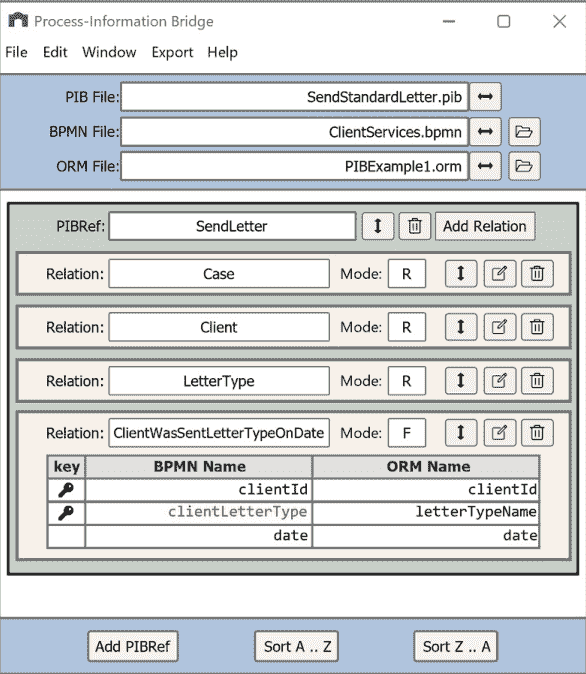 Process-Information Bridge
File Edit Window Export Help
PIB File: SendStandardLetter.pib
BPMN File: ClientServices.bpmn
ORM File: PIBExample1.orm
PIBRef: SendLetter Add Relation
Relation: Case Mode: R
Relation: Client Mode: R
Relation: LetterType Mode: R
Relation: ClientWasSentLetterTypeOnDate Mode: F
key BPMN Name ORM Name
clientId clientId
clientLetterType letterTypeName
date date
Add PIBRef Sort A .. Z Sort Z .. A